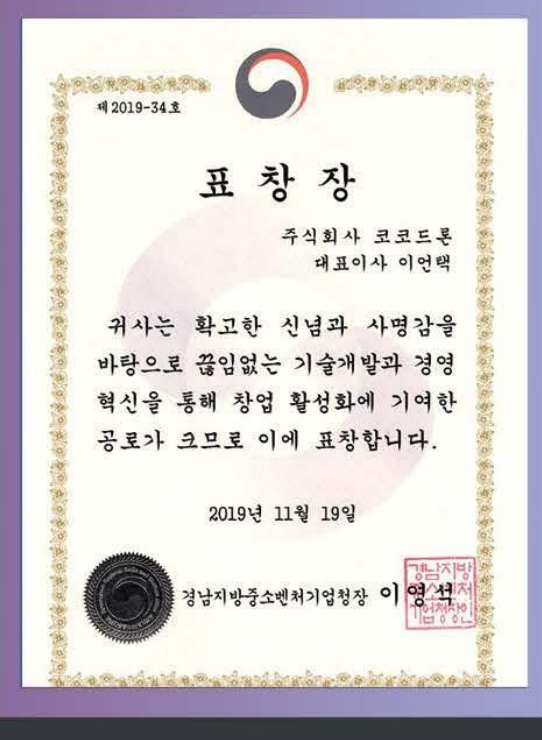 제 2019-34 호
표 창 장
주식회사 코코드론
대표이사 이언택
귀사는 확고한 신념과 사명감을
바탕으로 끊임없는 기술개발과 경영
혁신을 통해 창업 활성화에 기여한
공로가 크므로 이에 표창합니다.
2019년 11월 19일
경남지방중소벤처기업청장 이 영 석
경남지방
중소벤처
기업청장인